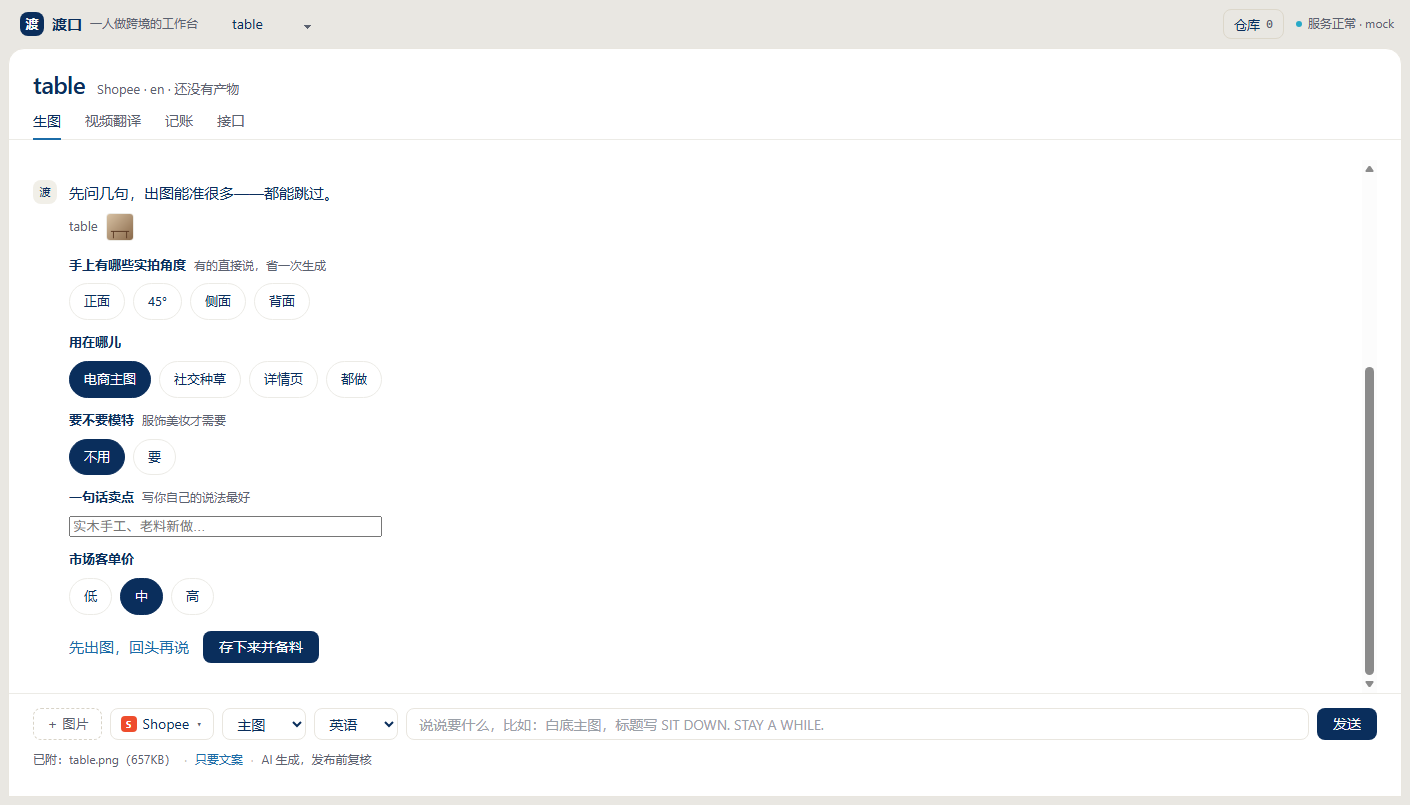 渡 渡口 一人做跨境的工作台 table 仓库 0 服务正常 · mock
table Shopee · en · 还没有产物
生图 视频翻译 记账 接口
渡 先问几句，出图能准很多——都能跳过。
table
手上有哪些实拍角度 有的直接说，省一次生成
正面 45° 侧面 背面
用在哪儿
电商主图 社交种草 详情页 都做
要不要模特 服饰美妆才需要
不用 要
一句话卖点 写你自己的说法最好
实木手工、老料新做...
市场客单价
低 中 高
先出图，回头再说 存下来并备料
+ 图片 S Shopee 主图 英语 说说要什么，比如：白底主图，标题写 SIT DOWN. STAY A WHILE. 发送
已附：table.png（657KB） · 只要文案 · AI 生成，发布前复核